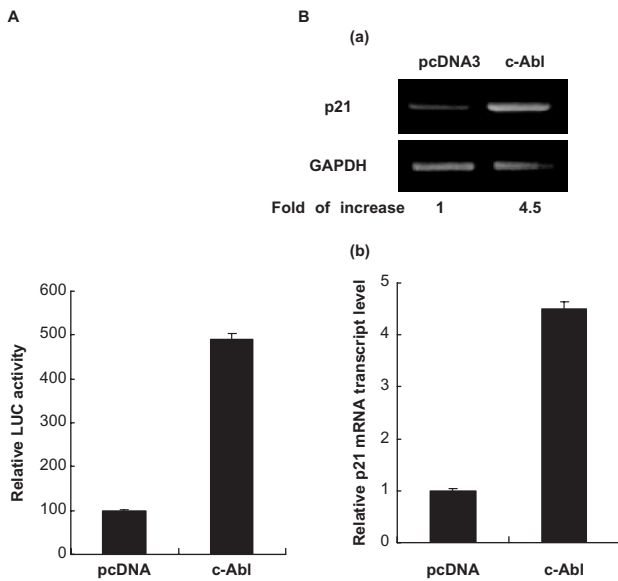 A
B
(a)
pcDNA3 c-Abl
p21
GAPDH
Fold of increase 1 4.5
Relative LUC activity
600
500
400
300
200
100
0
pcDNA c-Abl
(b)
Relative p21 mRNA transcript level
5
4
3
2
1
0
pcDNA c-Abl